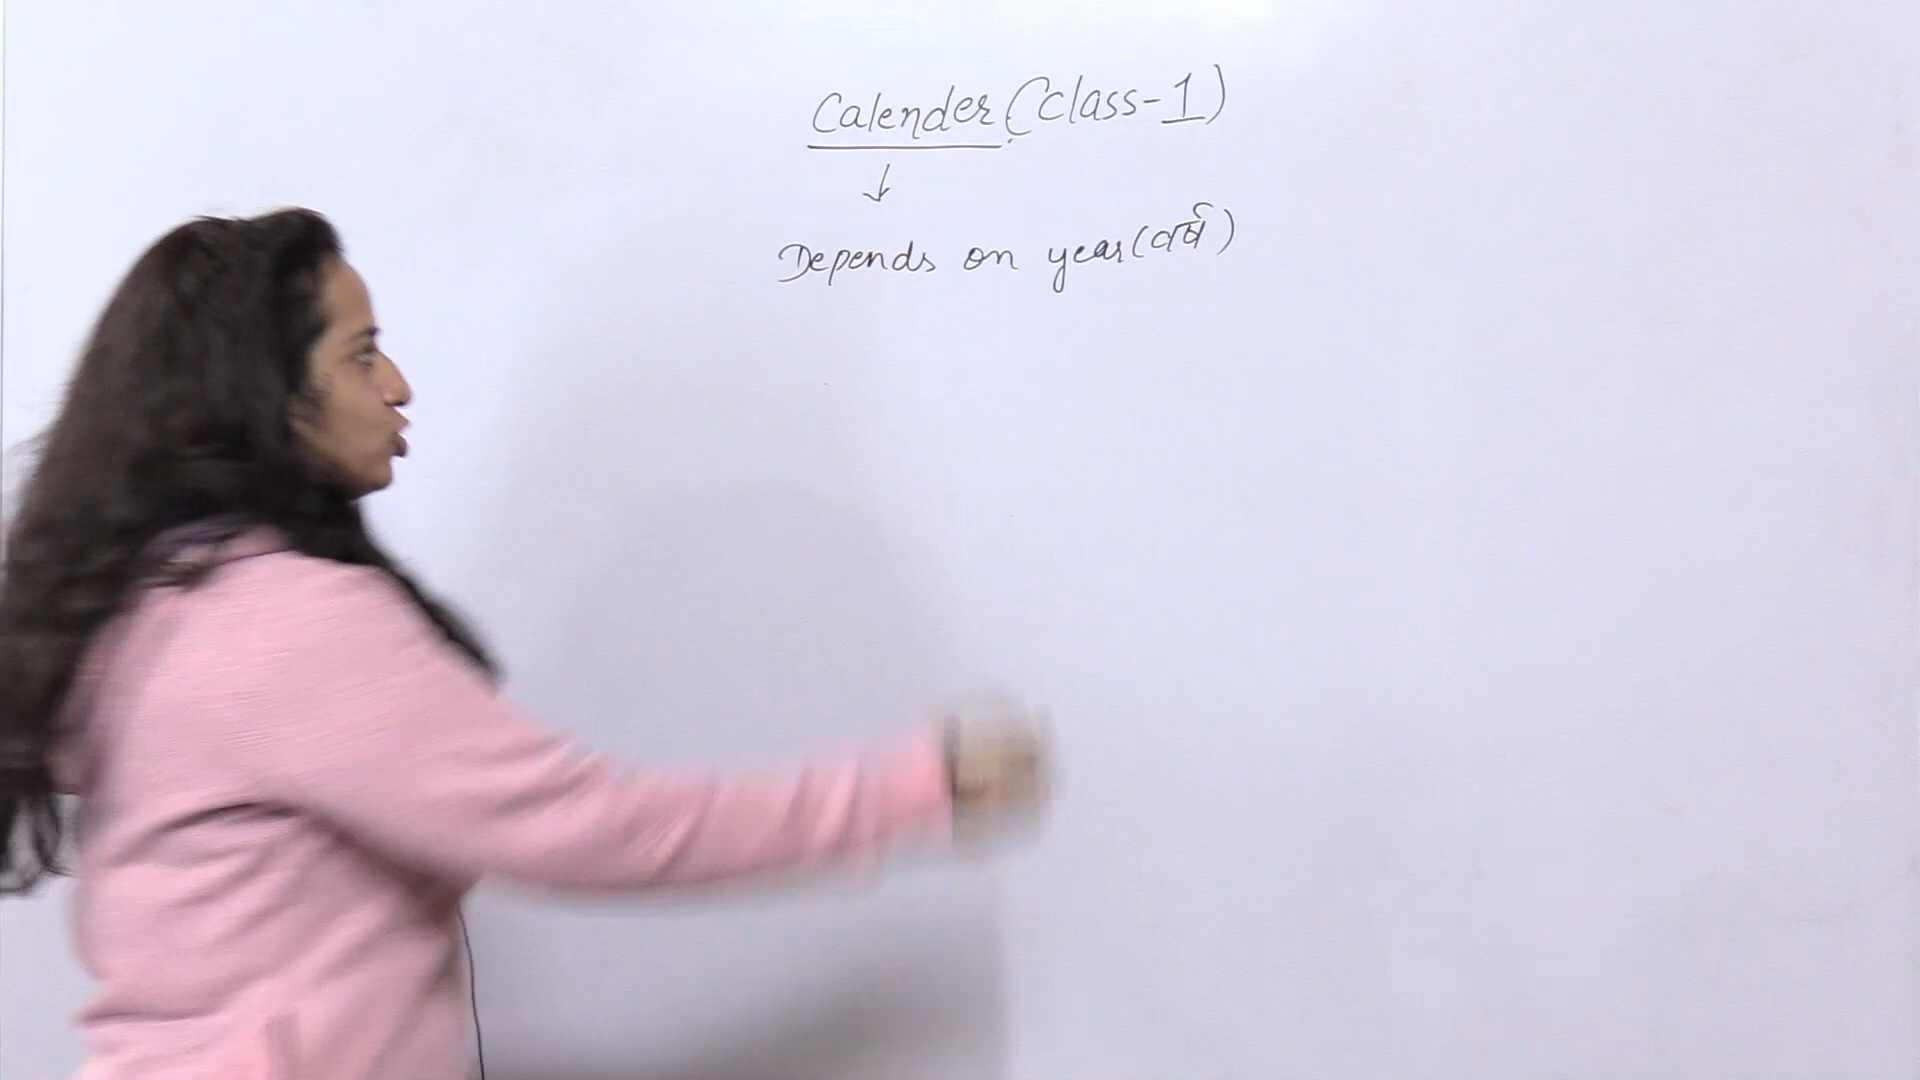 Calender (class-1)
↓
Depends on year (वर्ष)